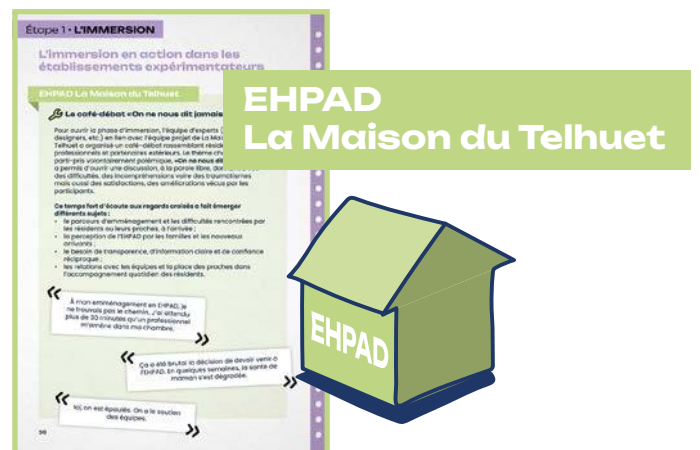 Étape 1 • L'IMMERSION
L'immersion en action dans les
établissements expérimentateurs
EHPAD La Maison du Telhuet
Le café-débat «On ne nous dit jamais
Pour ouvrir la phase d'immersion, l'équipe d'experts (
designers, etc.) en lien avec l'équipe projet de La Mai
Telhuet a organisé un café-débat rassemblant réside
professionnels et partenaires extérieurs. Le thème cho
parti-pris volontairement polémique, «On ne nous dit
a permis d'ouvrir une discussion, à la parole libre,
des difficultés, des incompréhensions voire des traumatismes
mais aussi des satisfactions, des améliorations vécus par les
participants.
Ce temps fort d'écoute aux regards croisés a fait émerger
différents sujets :
• le parcours d'emménagement et les difficultés rencontrées par
les résidents ou leurs proches, à l'arrivée ;
• la perception de l'EHPAD par les familles et les nouveaux
arrivants ;
• le besoin de transparence, d'information claire et de confiance
réciproque ;
• les relations avec les équipes et la place des proches dans
l'accompagnement quotidien des résidents.
« À mon emménagement en EHPAD, je
ne trouvais pas le chemin. J'ai attendu
plus de 30 minutes qu'un professionnel
m'amène dans ma chambre. »
« Ça a été brutal la décision de devoir venir à
l'EHPAD. En quelques semaines, la santé de
maman s'est dégradée. »
« Ici, on est épaulés. On a le soutien
des équipes. »
EHPAD
La Maison du Telhuet
EHPAD